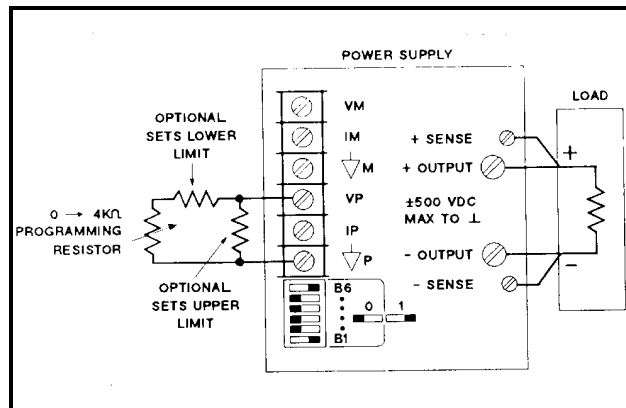 POWER SUPPLY
OPTIONAL
SETS LOWER
LIMIT
0 → 4KΩ
PROGRAMMING
RESISTOR
OPTIONAL
SETS UPPER
LIMIT
VM
IM
▽M
VP
IP
▽P
B6
B1
0 1
+ SENSE
+ OUTPUT
±500 VDC
MAX TO ⊥
- OUTPUT
- SENSE
LOAD
+
-